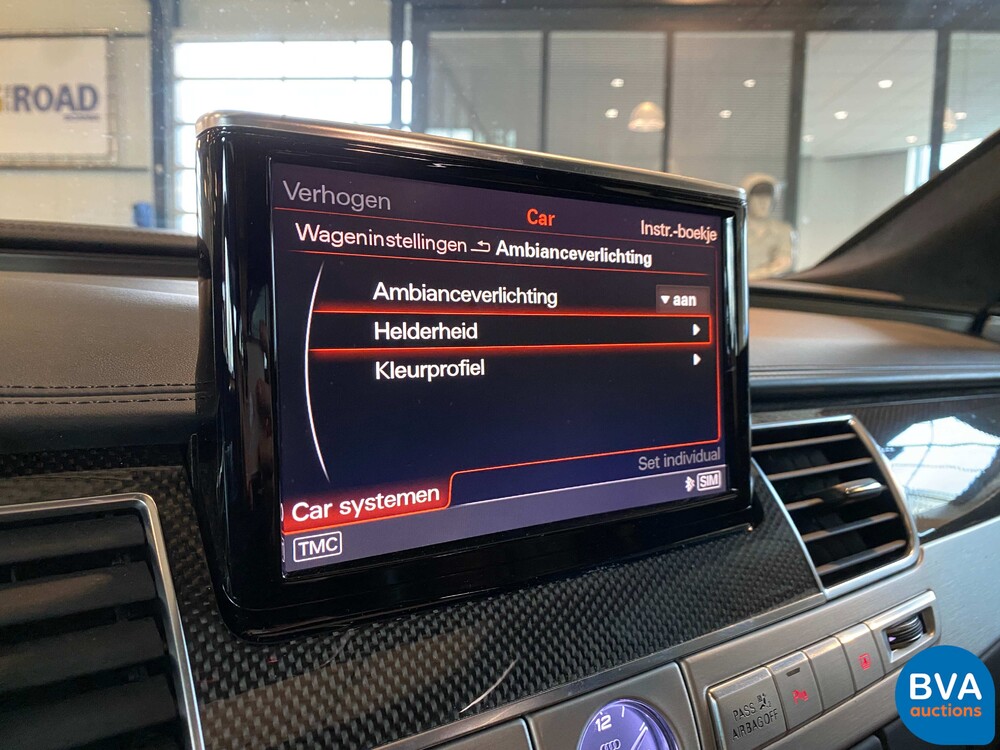 ROAD
Verhogen
Car
Instr.-boekje
Wageninstellingen Ambianceverlichting
Ambianceverlichting aan
Helderheid
Kleurprofiel
Set individual
Car systemen
SIM
TMC
PASS
AIRBAG OFF
12
BVA
auctions